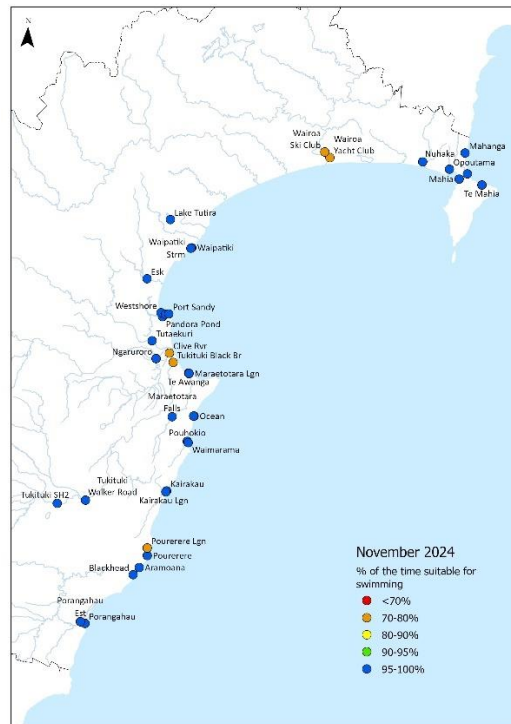 N
Wairoa
Ski Club
Wairoa
Yacht Club
Nuhaka
Mahanga
Opoutama
Mahia
Te Mahia
Lake Tutira
Waipatiki
Strm
Waipatiki
Esk
Westshore
Port Sandy
Pandora Pond
Tutaekuri
Clive Rvr
Ngaruroro
Tukituki Black Br
Maraetotara Lgn
Te Awanga
Maraetotara
Falls
Ocean
Pouhokio
Waimarama
Tukituki
Walker Road
Tukituki SH2
Kairakau
Kairakau Lgn
Pourerere Lgn
Pourerere
Aramoana
Blackhead
Porangahau
Est
Porangahau
November 2024
% of the time suitable for
swimming
<70%
70-80%
80-90%
90-95%
95-100%